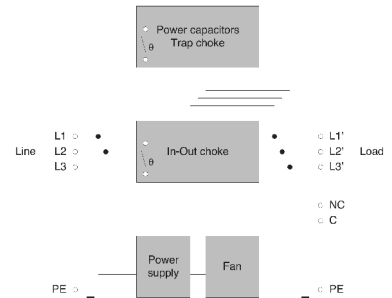 Power capacitors
Trap choke
θ
L1 L1'
Line L2 In-Out choke L2' Load
θ
L3 L3'
NC
C
Power
supply
Fan
PE PE